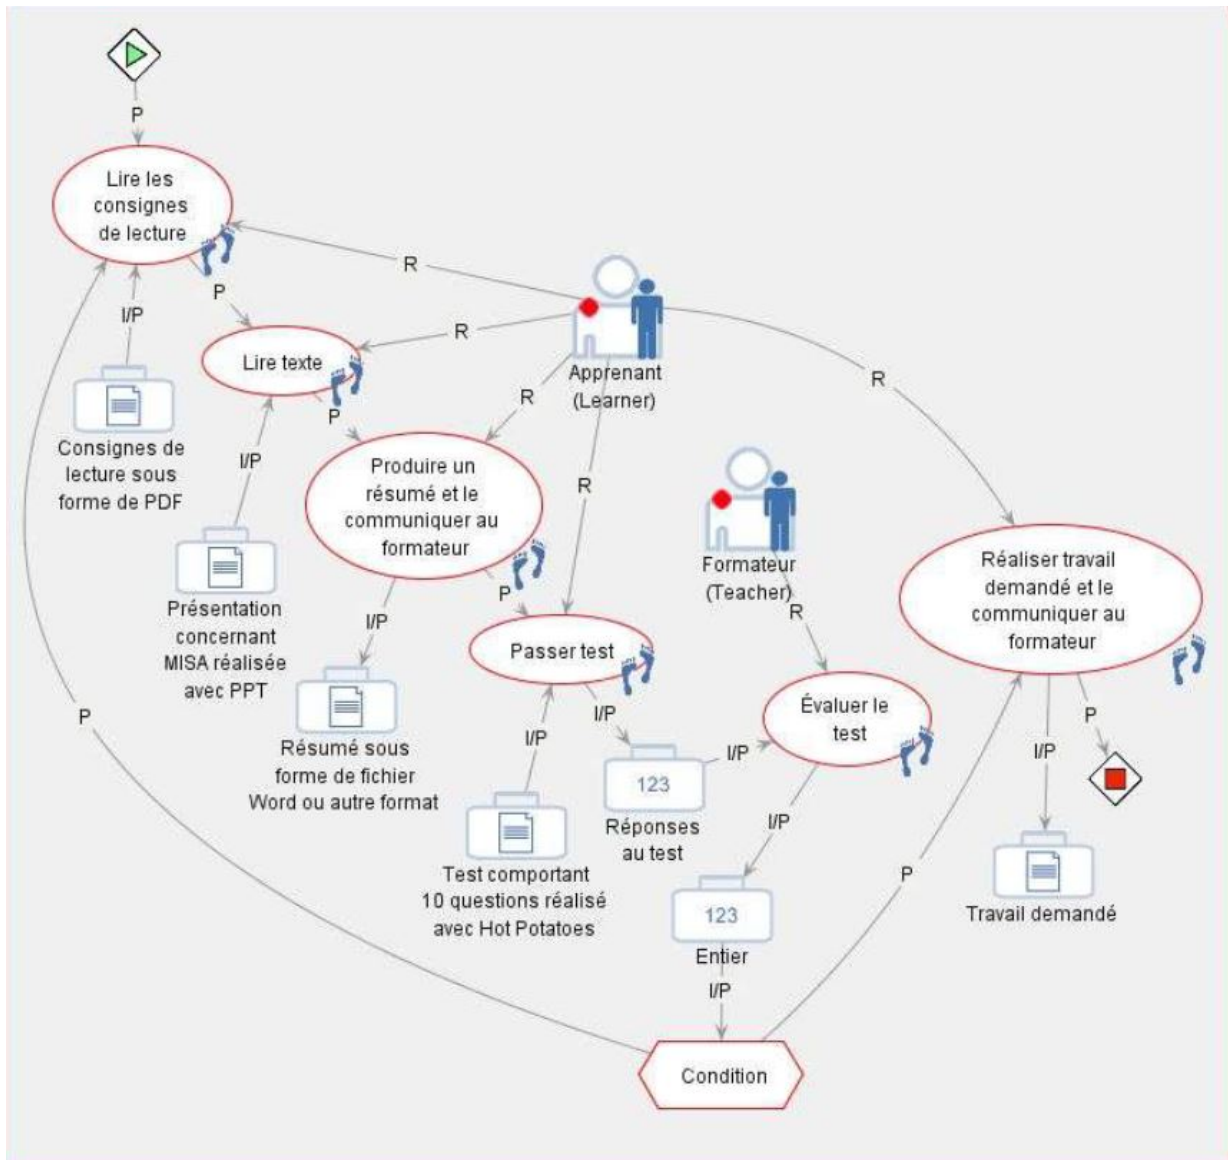 P
Lire les
consignes
de lecture
R
P
I/P
R
Lire texte
Apprenant
(Learner)
R
P
R
Consignes de
lecture sous
forme de PDF
I/P
Produire un
résumé et le
communiquer au
formateur
R
Formateur
(Teacher)
R
Réaliser travail
demandé et le
communiquer au
formateur
Présentation
concernant
MISA réalisée
avec PPT
P
I/P
Passer test
Évaluer le
test
P
I/P
I/P
I/P
P
I/P
Résumé sous
forme de fichier
Word ou autre format
123
Réponses
au test
I/P
Test comportant
10 questions réalisé
avec Hot Potatoes
P
Travail demandé
123
Entier
I/P
Condition